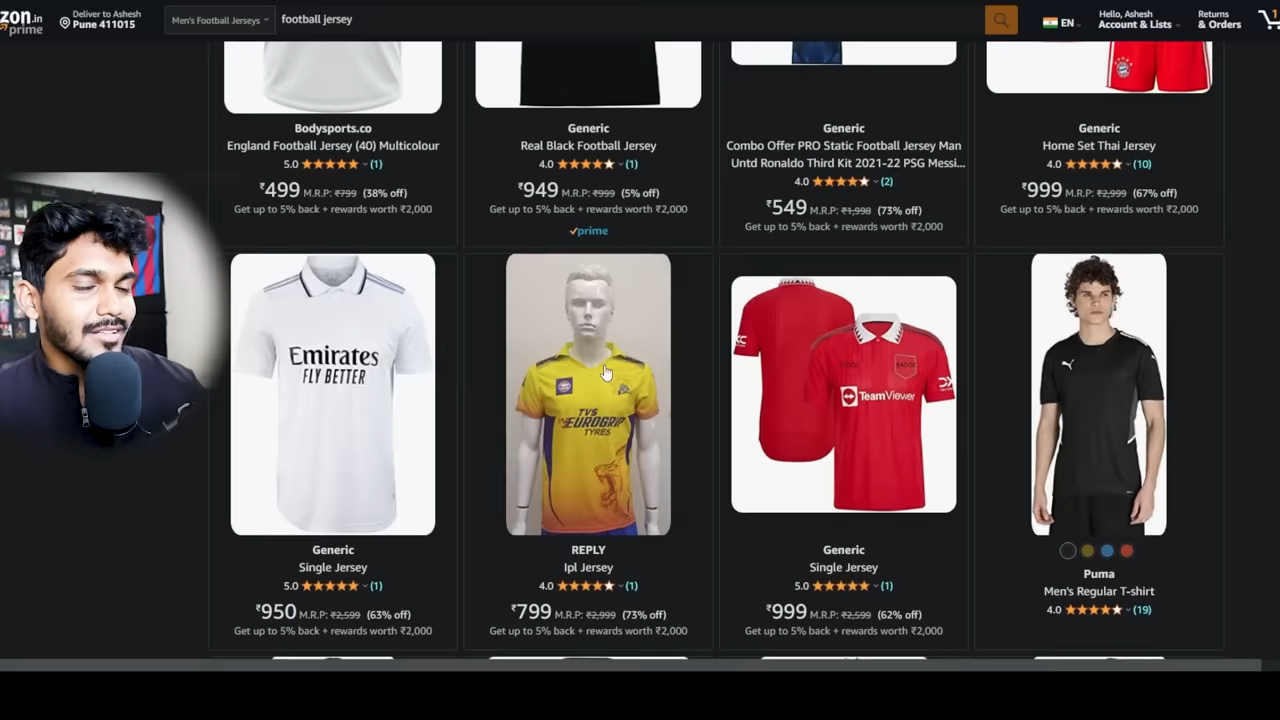 zon.in
prime
Deliver to Ashesh
Pune 411015
Men's Football Jerseys
football jersey
EN
Hello, Ashesh
Account & Lists
Returns
& Orders
1
Bodysports.co
England Football Jersey (40) Multicolour
5.0 (1)
₹499 M.R.P: ₹799 (38% off)
Get up to 5% back + rewards worth ₹2,000
Generic
Real Black Football Jersey
4.0 (1)
₹949 M.R.P: ₹999 (5% off)
Get up to 5% back + rewards worth ₹2,000
prime
Generic
Combo Offer PRO Static Football Jersey Man
Untd Ronaldo Third Kit 2021-22 PSG Messi...
4.0 (2)
₹549 M.R.P: ₹1,998 (73% off)
Get up to 5% back + rewards worth ₹2,000
Generic
Home Set Thai Jersey
4.0 (10)
₹999 M.R.P: ₹2,999 (67% off)
Get up to 5% back + rewards worth ₹2,000
Emirates
FLY BETTER
Generic
Single Jersey
5.0 (1)
₹950 M.R.P: ₹2,599 (63% off)
Get up to 5% back + rewards worth ₹2,000
TVS
EUROGRIP
TYRES
REPLY
Ipl Jersey
4.0 (1)
₹799 M.R.P: ₹2,999 (73% off)
Get up to 5% back + rewards worth ₹2,000
TeamViewer
Generic
Single Jersey
5.0 (1)
₹999 M.R.P: ₹2,599 (62% off)
Get up to 5% back + rewards worth ₹2,000
Puma
Men's Regular T-shirt
4.0 (19)